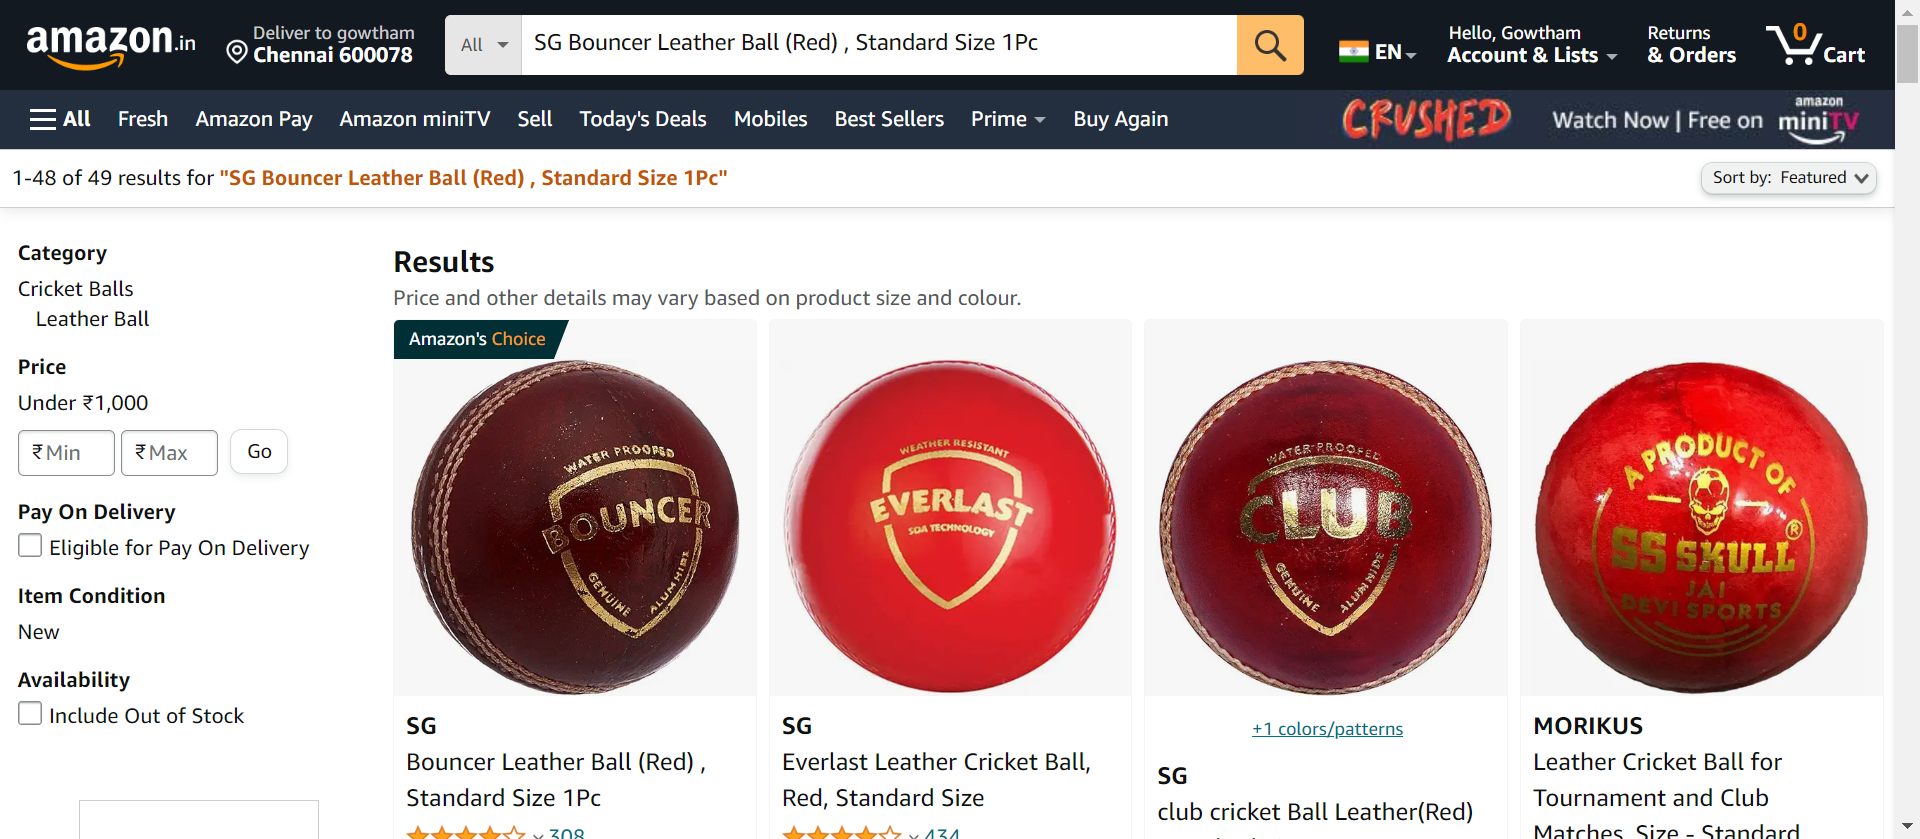 amazon.in
Deliver to gowtham
Chennai 600078
All
SG Bouncer Leather Ball (Red) , Standard Size 1Pc
EN
Hello, Gowtham
Account & Lists
Returns
& Orders
0
Cart
All
Fresh
Amazon Pay
Amazon miniTV
Sell
Today's Deals
Mobiles
Best Sellers
Prime
Buy Again
CRUSHED
Watch Now | Free on
amazon
miniTV
1-48 of 49 results for "SG Bouncer Leather Ball (Red) , Standard Size 1Pc"
Sort by: Featured
Category
Cricket Balls
Leather Ball
Price
Under ₹1,000
₹Min
₹Max
Go
Pay On Delivery
Eligible for Pay On Delivery
Item Condition
New
Availability
Include Out of Stock
Results
Price and other details may vary based on product size and colour.
Amazon's Choice
WATER PROOFED
BOUNCER
GENUINE
ALUM HIDE
SG
Bouncer Leather Ball (Red) ,
Standard Size 1Pc
308
WEATHER RESISTANT
EVERLAST
SDA TECHNOLOGY
SG
Everlast Leather Cricket Ball,
Red, Standard Size
434
WATER PROOFED
CLUB
GENUINE
ALUM HIDE
+1 colors/patterns
SG
club cricket Ball Leather(Red)
A PRODUCT OF
SS SKULL
®
JAI
DEVI SPORTS
MORIKUS
Leather Cricket Ball for
Tournament and Club
Matches, Size - Standard